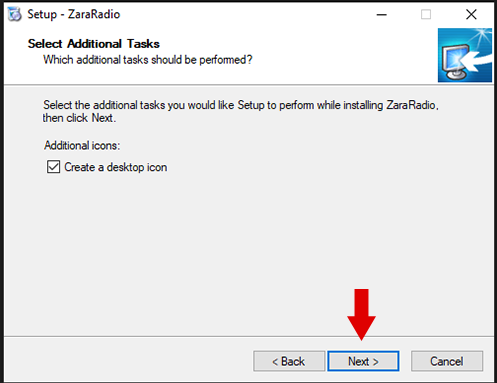 Setup - ZaraRadio
Select Additional Tasks
Which additional tasks should be performed?
Select the additional tasks you would like Setup to perform while installing ZaraRadio,
then click Next.
Additional icons:
Create a desktop icon
< Back
Next >
Cancel